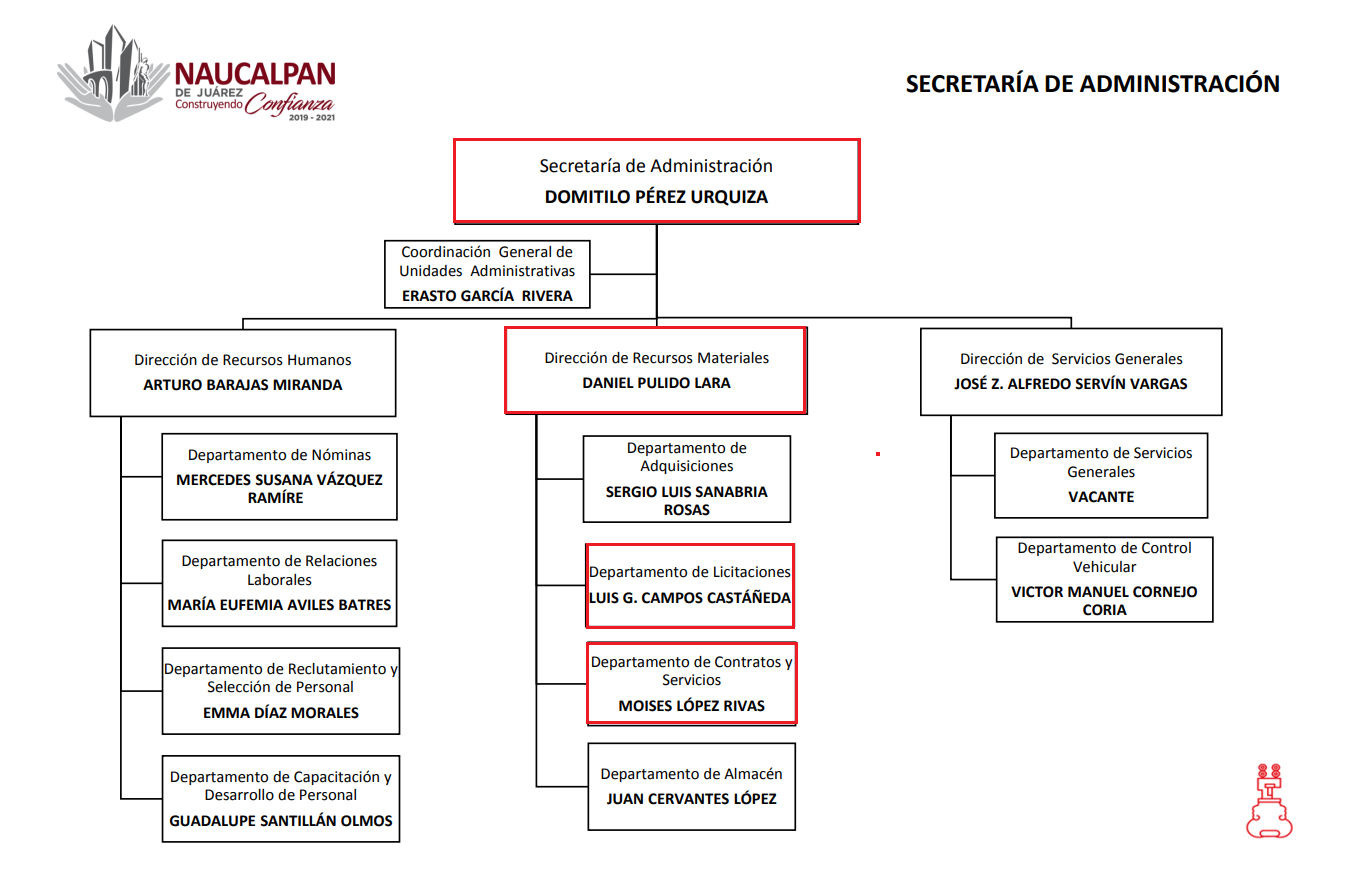 NAUCALPAN
DE JUÁREZ
Construyendo Confianza
2019 - 2021
SECRETARÍA DE ADMINISTRACIÓN
Secretaría de Administración
DOMITILO PÉREZ URQUIZA
Coordinación General de
Unidades Administrativas
ERASTO GARCÍA RIVERA
Dirección de Recursos Humanos
ARTURO BARAJAS MIRANDA
Departamento de Nóminas
MERCEDES SUSANA VÁZQUEZ
RAMÍRE
Departamento de Relaciones
Laborales
MARÍA EUFEMIA AVILES BATRES
Departamento de Reclutamiento y
Selección de Personal
EMMA DÍAZ MORALES
Departamento de Capacitación y
Desarrollo de Personal
GUADALUPE SANTILLÁN OLMOS
Dirección de Recursos Materiales
DANIEL PULIDO LARA
Departamento de
Adquisiciones
SERGIO LUIS SANABRIA
ROSAS
Departamento de Licitaciones
LUIS G. CAMPOS CASTÁÑEDA
Departamento de Contratos y
Servicios
MOISES LÓPEZ RIVAS
Departamento de Almacén
JUAN CERVANTES LÓPEZ
Dirección de Servicios Generales
JOSÉ Z. ALFREDO SERVÍN VARGAS
Departamento de Servicios
Generales
VACANTE
Departamento de Control
Vehicular
VICTOR MANUEL CORNEJO
CORIA